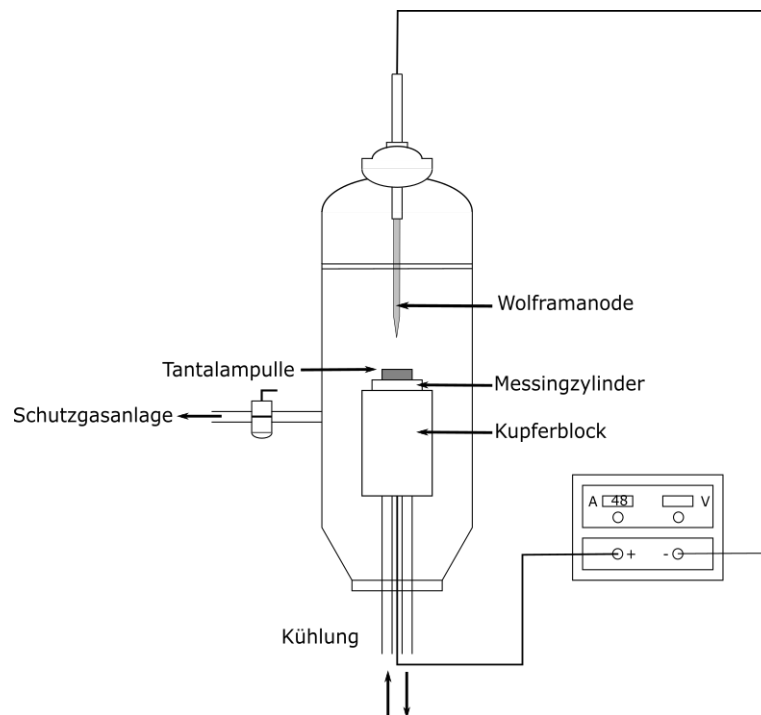 Wolframanode
Tantalampulle
Messingzylinder
Schutzgasanlage
Kupferblock
A 48 V
+ -
Kühlung